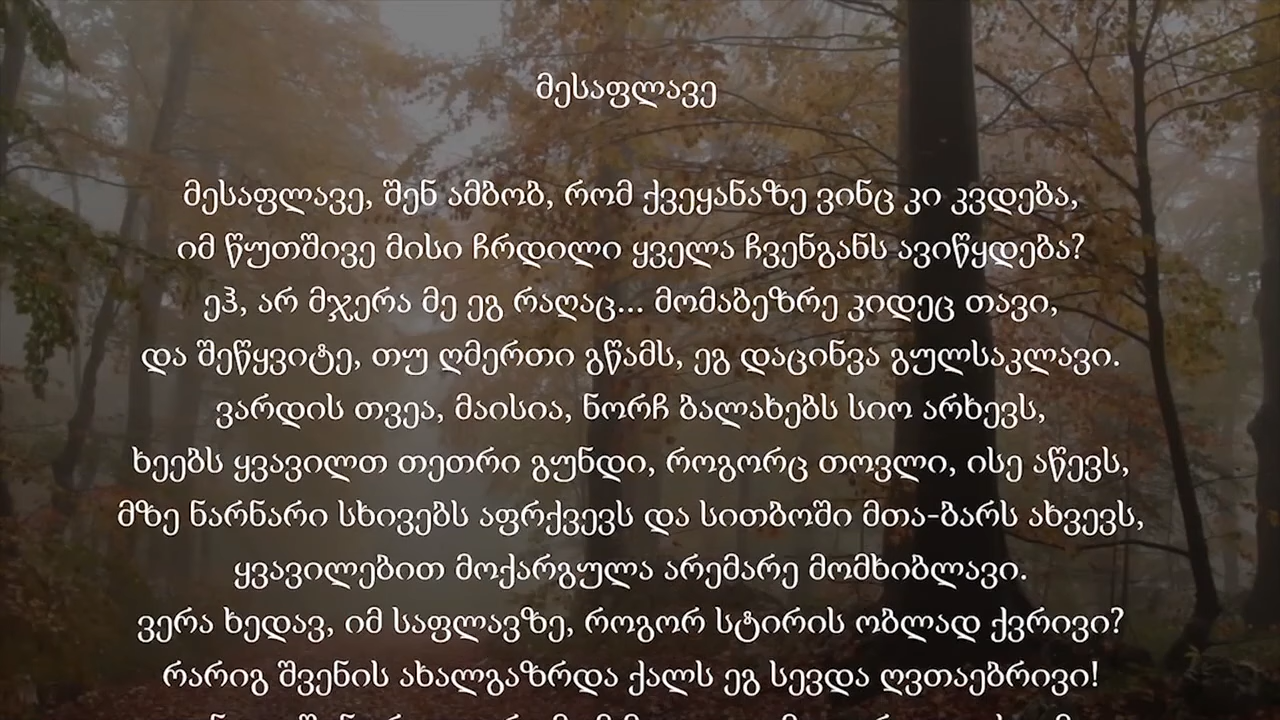 მესაფლავე
მესაფლავე, შენ ამბობ, რომ ქვეყანაზე ვინც კი კვდება,
იმ წუთშივე მისი ჩრდილი ყველა ჩვენგანს ავიწყდება?
ეჰ, არ მჯერა მე ეგ რაღაც... მომაბეზრე კიდეც თავი,
და შეწყვიტე, თუ ღმერთი გწამს, ეგ დაცინვა გულსაკლავი.
ვარდის თვეა, მაისია, ნორჩ ბალახებს სიო არხევს,
ხეებს ყვავილთ თეთრი გუნდი, როგორც თოვლი, ისე აწევს,
მზე ნარნარი სხივებს აფრქვევს და სითბოში მთა-ბარს ახვევს,
ყვავილებით მოქარგულა არემარე მომხიბლავი.
ვერა ხედავ, იმ საფლავზე, როგორ სტირის ობლად ქვრივი?
რარიგ შვენის ახალგაზრდა ქალს ეგ სევდა ღვთაებრივი!